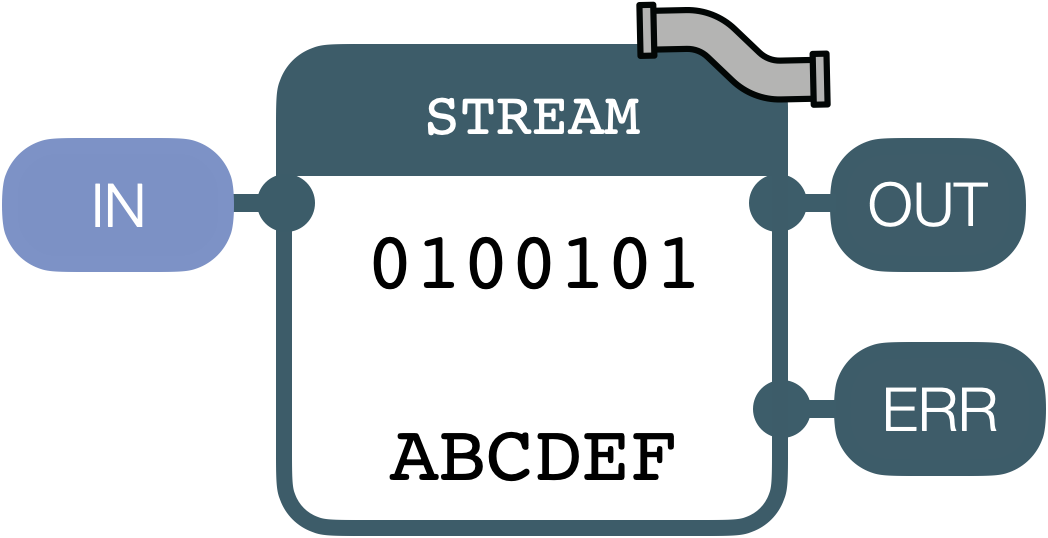 STREAM
IN
OUT
0100101
ERR
ABCDEF